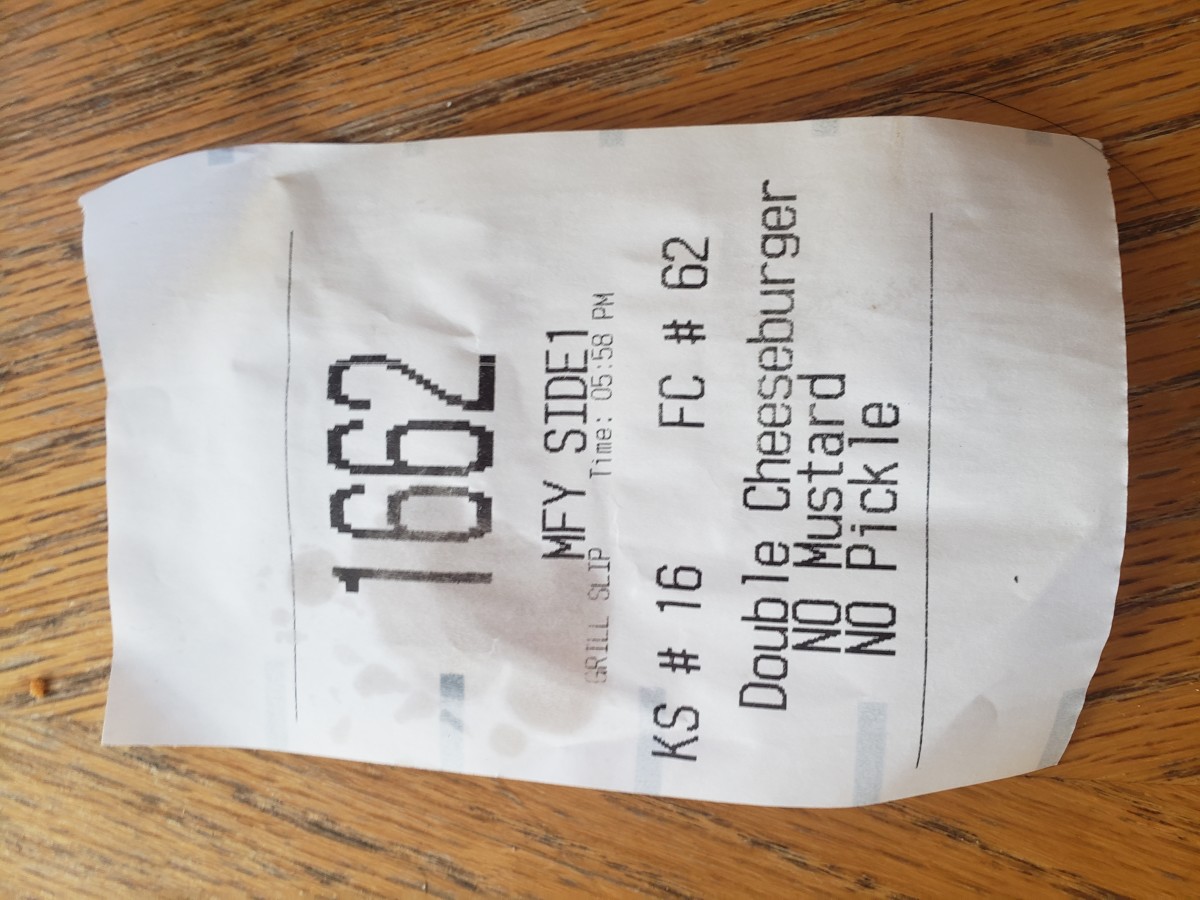 1662
MFY SIDE1
GRILL SLIP Time: 05:58 PM
KS # 16 FC # 62
Double Cheeseburger
NO Mustard
NO Pickle